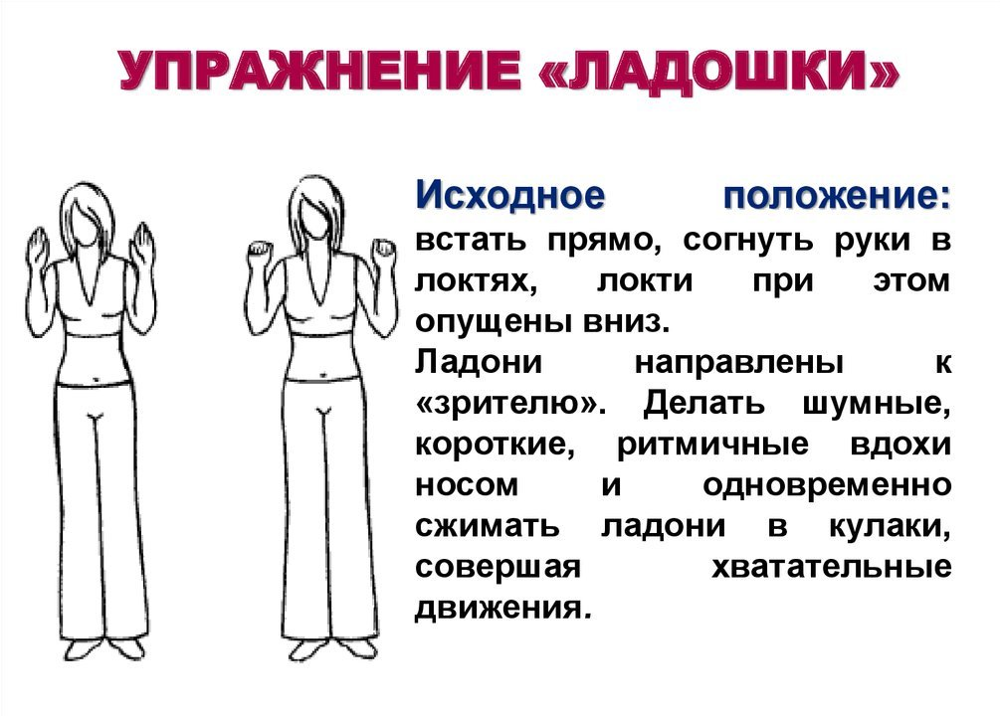 УПРАЖНЕНИЕ «ЛАДОШКИ»
Исходное положение:
встать прямо, согнуть руки в
локтях, локти при этом
опущены вниз.
Ладони направлены к
«зрителю». Делать шумные,
короткие, ритмичные вдохи
носом и одновременно
сжимать ладони в кулаки,
совершая хватательные
движения.